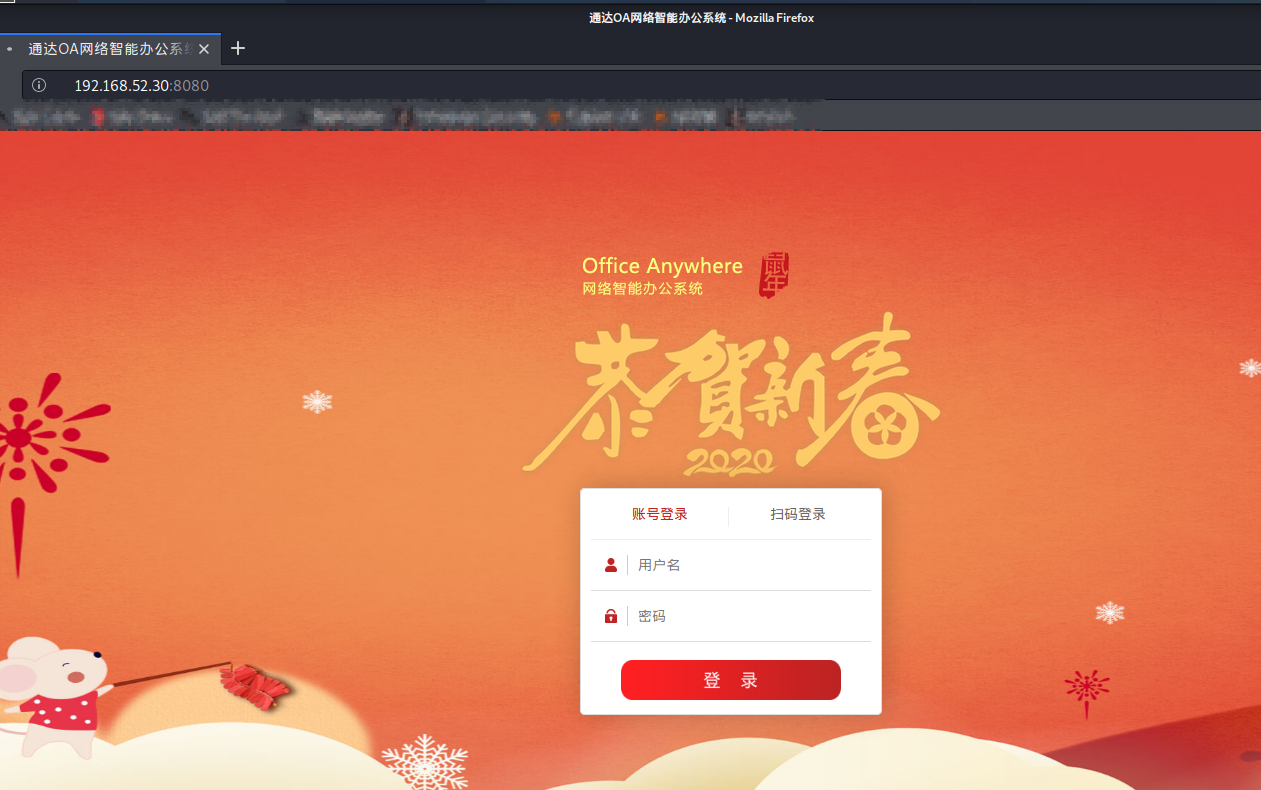 通达OA网络智能办公系统 - Mozilla Firefox
通达OA网络智能办公系统
192.168.52.30:8080
Office Anywhere
网络智能办公系统
鼠年
恭賀新春
2020
账号登录
扫码登录
用户名
密码
登 录